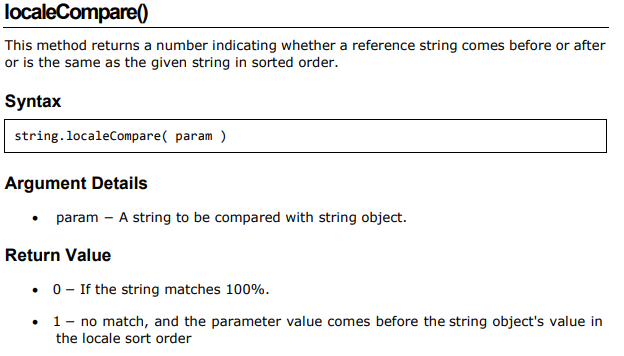 localeCompare()
This method returns a number indicating whether a reference string comes before or after
or is the same as the given string in sorted order.
Syntax
string.localeCompare( param )
Argument Details
• param − A string to be compared with string object.
Return Value
• 0 − If the string matches 100%.
• 1 − no match, and the parameter value comes before the string object's value in
the locale sort order